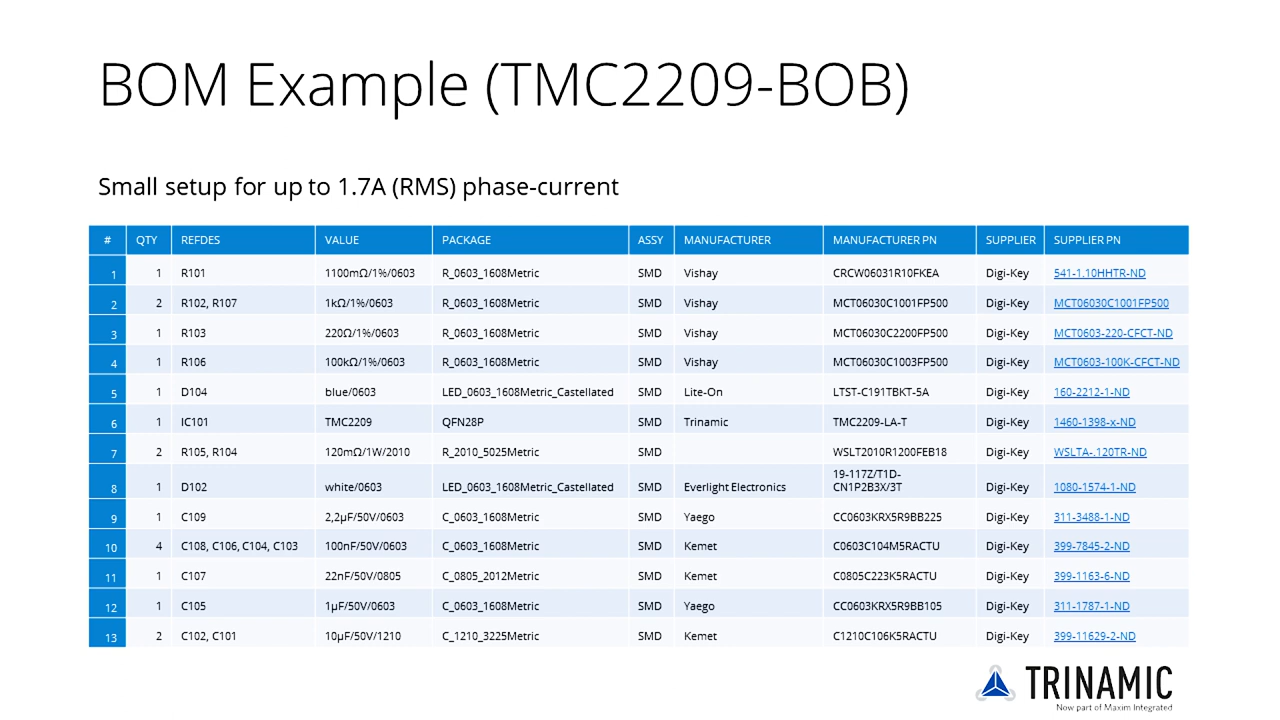 BOM Example (TMC2209-BOB)
Small setup for up to 1.7A (RMS) phase-current
# QTY REFDES VALUE PACKAGE ASSY MANUFACTURER MANUFACTURER PN SUPPLIER SUPPLIER PN
1 1 R101 1100mΩ/1%/0603 R_0603_1608Metric SMD Vishay CRCW06031R10FKEA Digi-Key 541-1.10HHTR-ND
2 2 R102, R107 1kΩ/1%/0603 R_0603_1608Metric SMD Vishay MCT06030C1001FP500 Digi-Key MCT06030C1001FP500
3 1 R103 220Ω/1%/0603 R_0603_1608Metric SMD Vishay MCT06030C2200FP500 Digi-Key MCT0603-220-CFCT-ND
4 1 R106 100kΩ/1%/0603 R_0603_1608Metric SMD Vishay MCT06030C1003FP500 Digi-Key MCT0603-100K-CFCT-ND
5 1 D104 blue/0603 LED_0603_1608Metric_Castellated SMD Lite-On LTST-C191TBKT-5A Digi-Key 160-2212-1-ND
6 1 IC101 TMC2209 QFN28P SMD Trinamic TMC2209-LA-T Digi-Key 1460-1398-x-ND
7 2 R105, R104 120mΩ/1W/2010 R_2010_5025Metric SMD WSLT2010R1200FEB18 Digi-Key WSLTA-.120TR-ND
8 1 D102 white/0603 LED_0603_1608Metric_Castellated SMD Everlight Electronics 19-117Z/T1D-
CN1P2B3X/3T Digi-Key 1080-1574-1-ND
9 1 C109 2,2µF/50V/0603 C_0603_1608Metric SMD Yaego CC0603KRX5R9BB225 Digi-Key 311-3488-1-ND
10 4 C108, C106, C104, C103 100nF/50V/0603 C_0603_1608Metric SMD Kemet C0603C104M5RACTU Digi-Key 399-7845-2-ND
11 1 C107 22nF/50V/0805 C_0805_2012Metric SMD Kemet C0805C223K5RACTU Digi-Key 399-1163-6-ND
12 1 C105 1µF/50V/0603 C_0603_1608Metric SMD Yaego CC0603KRX5R9BB105 Digi-Key 311-1787-1-ND
13 2 C102, C101 10µF/50V/1210 C_1210_3225Metric SMD Kemet C1210C106K5RACTU Digi-Key 399-11629-2-ND
TRINAMIC
Now part of Maxim Integrated